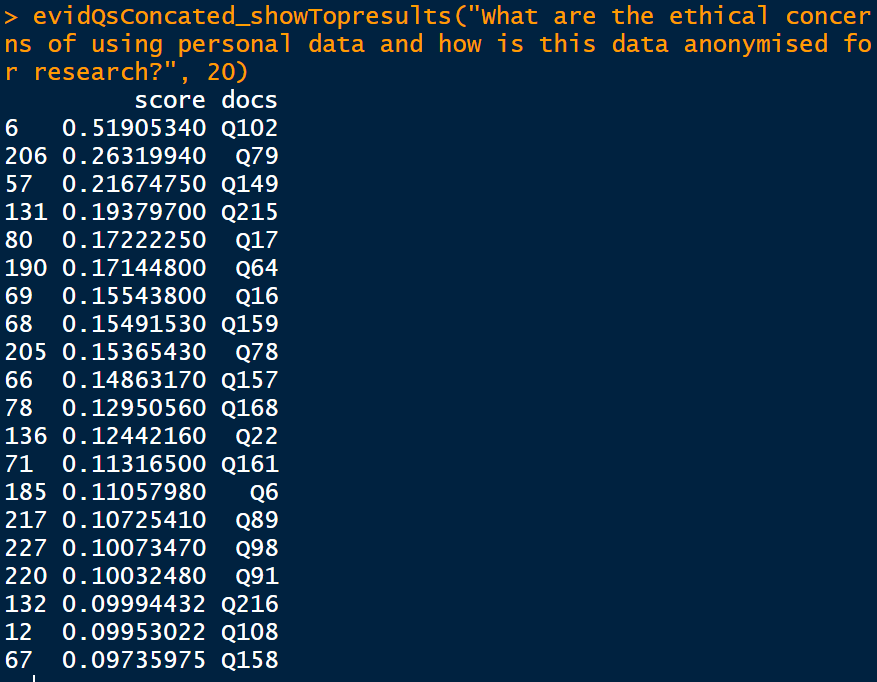 > evidQsConcated_showTopresults("What are the ethical concer
ns of using personal data and how is this data anonymised fo
r research?", 20)
score docs
6 0.51905340 Q102
206 0.26319940 Q79
57 0.21674750 Q149
131 0.19379700 Q215
80 0.17222250 Q17
190 0.17144800 Q64
69 0.15543800 Q16
68 0.15491530 Q159
205 0.15365430 Q78
66 0.14863170 Q157
78 0.12950560 Q168
136 0.12442160 Q22
71 0.11316500 Q161
185 0.11057980 Q6
217 0.10725410 Q89
227 0.10073470 Q98
220 0.10032480 Q91
132 0.09994432 Q216
12 0.09953022 Q108
67 0.09735975 Q158